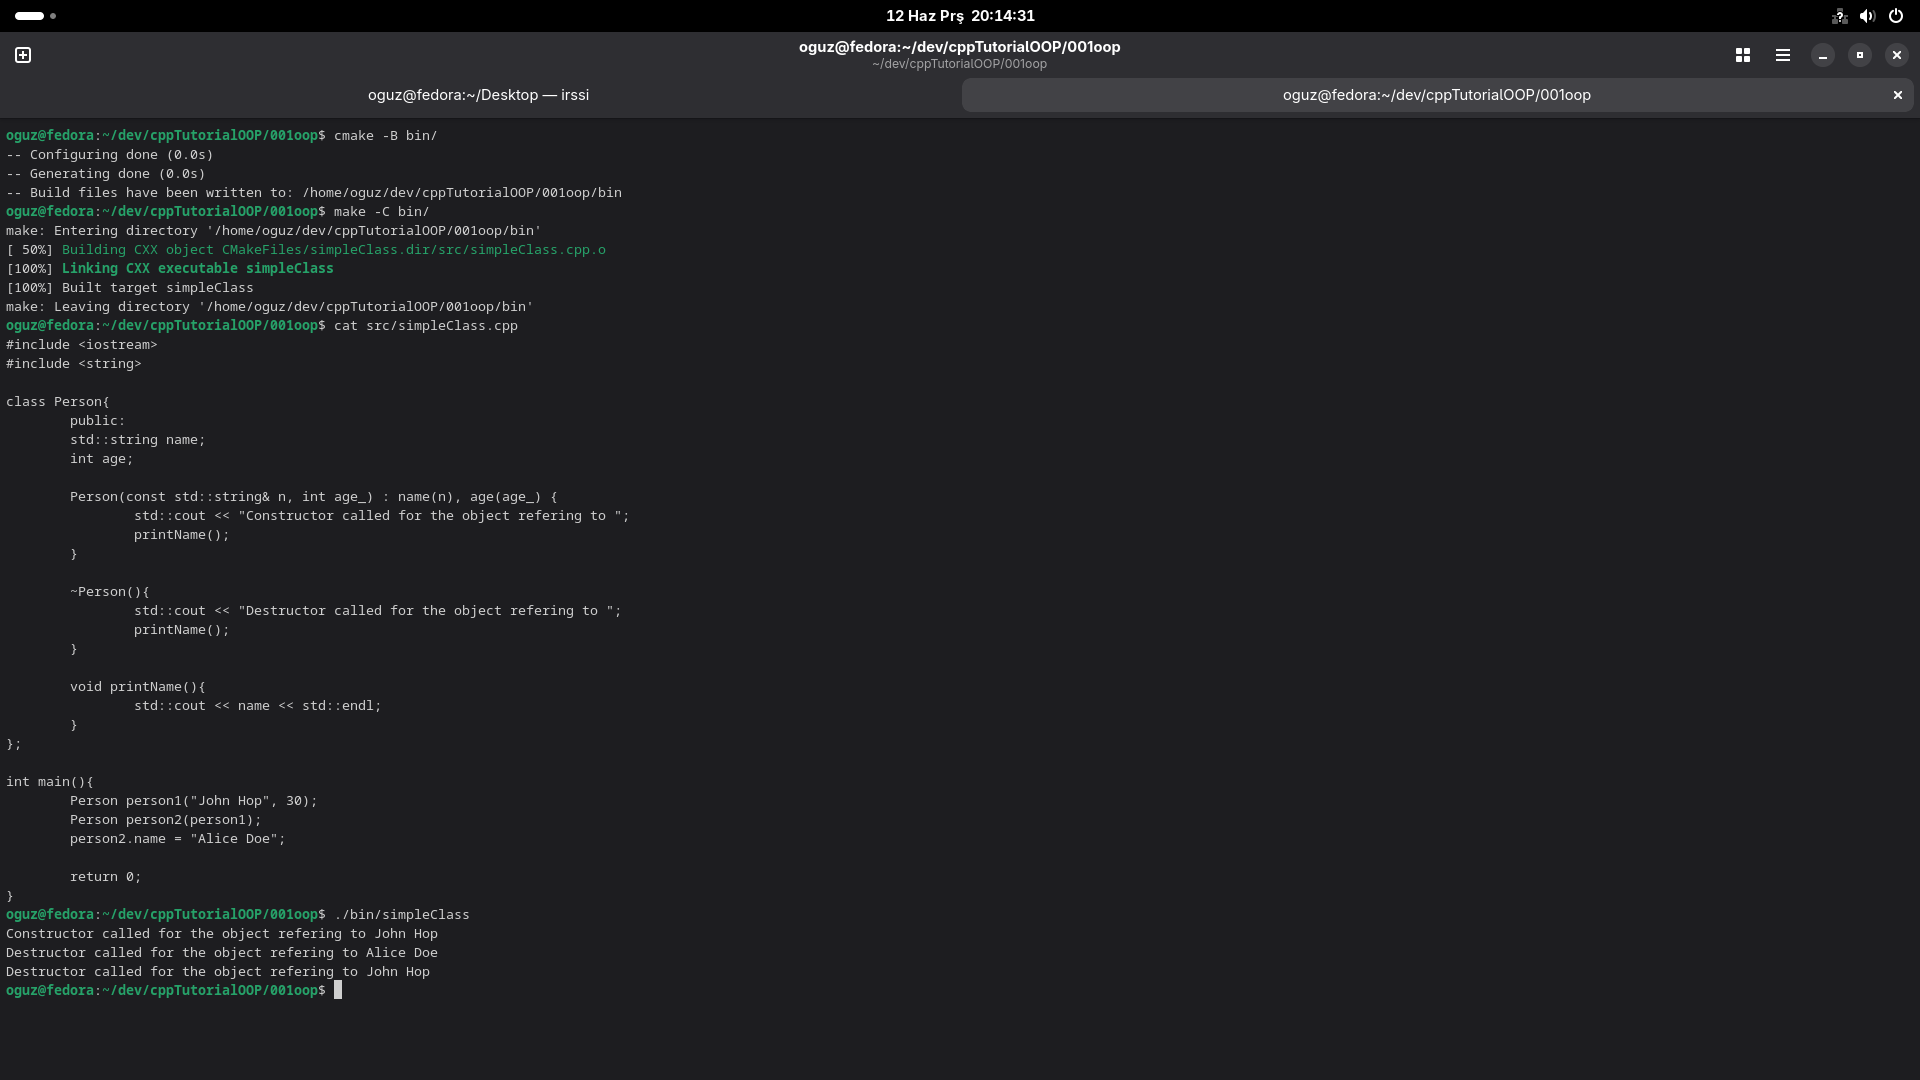 12 Haz Prş 20:14:31
oguz@fedora:~/dev/cppTutorialOOP/001oop
~/dev/cppTutorialOOP/001oop
oguz@fedora:~/Desktop — irssi
oguz@fedora:~/dev/cppTutorialOOP/001oop
oguz@fedora:~/dev/cppTutorialOOP/001oop$ cmake -B bin/
-- Configuring done (0.0s)
-- Generating done (0.0s)
-- Build files have been written to: /home/oguz/dev/cppTutorialOOP/001oop/bin
oguz@fedora:~/dev/cppTutorialOOP/001oop$ make -C bin/
make: Entering directory '/home/oguz/dev/cppTutorialOOP/001oop/bin'
[ 50%] Building CXX object CMakeFiles/simpleClass.dir/src/simpleClass.cpp.o
[100%] Linking CXX executable simpleClass
[100%] Built target simpleClass
make: Leaving directory '/home/oguz/dev/cppTutorialOOP/001oop/bin'
oguz@fedora:~/dev/cppTutorialOOP/001oop$ cat src/simpleClass.cpp
#include <iostream>
#include <string>

class Person{
        public:
        std::string name;
        int age;

        Person(const std::string& n, int age_) : name(n), age(age_) {
                std::cout << "Constructor called for the object refering to ";
                printName();
        }

        ~Person(){
                std::cout << "Destructor called for the object refering to ";
                printName();
        }

        void printName(){
                std::cout << name << std::endl;
        }
};

int main(){
        Person person1("John Hop", 30);
        Person person2(person1);
        person2.name = "Alice Doe";

        return 0;
}
oguz@fedora:~/dev/cppTutorialOOP/001oop$ ./bin/simpleClass
Constructor called for the object refering to John Hop
Destructor called for the object refering to Alice Doe
Destructor called for the object refering to John Hop
oguz@fedora:~/dev/cppTutorialOOP/001oop$